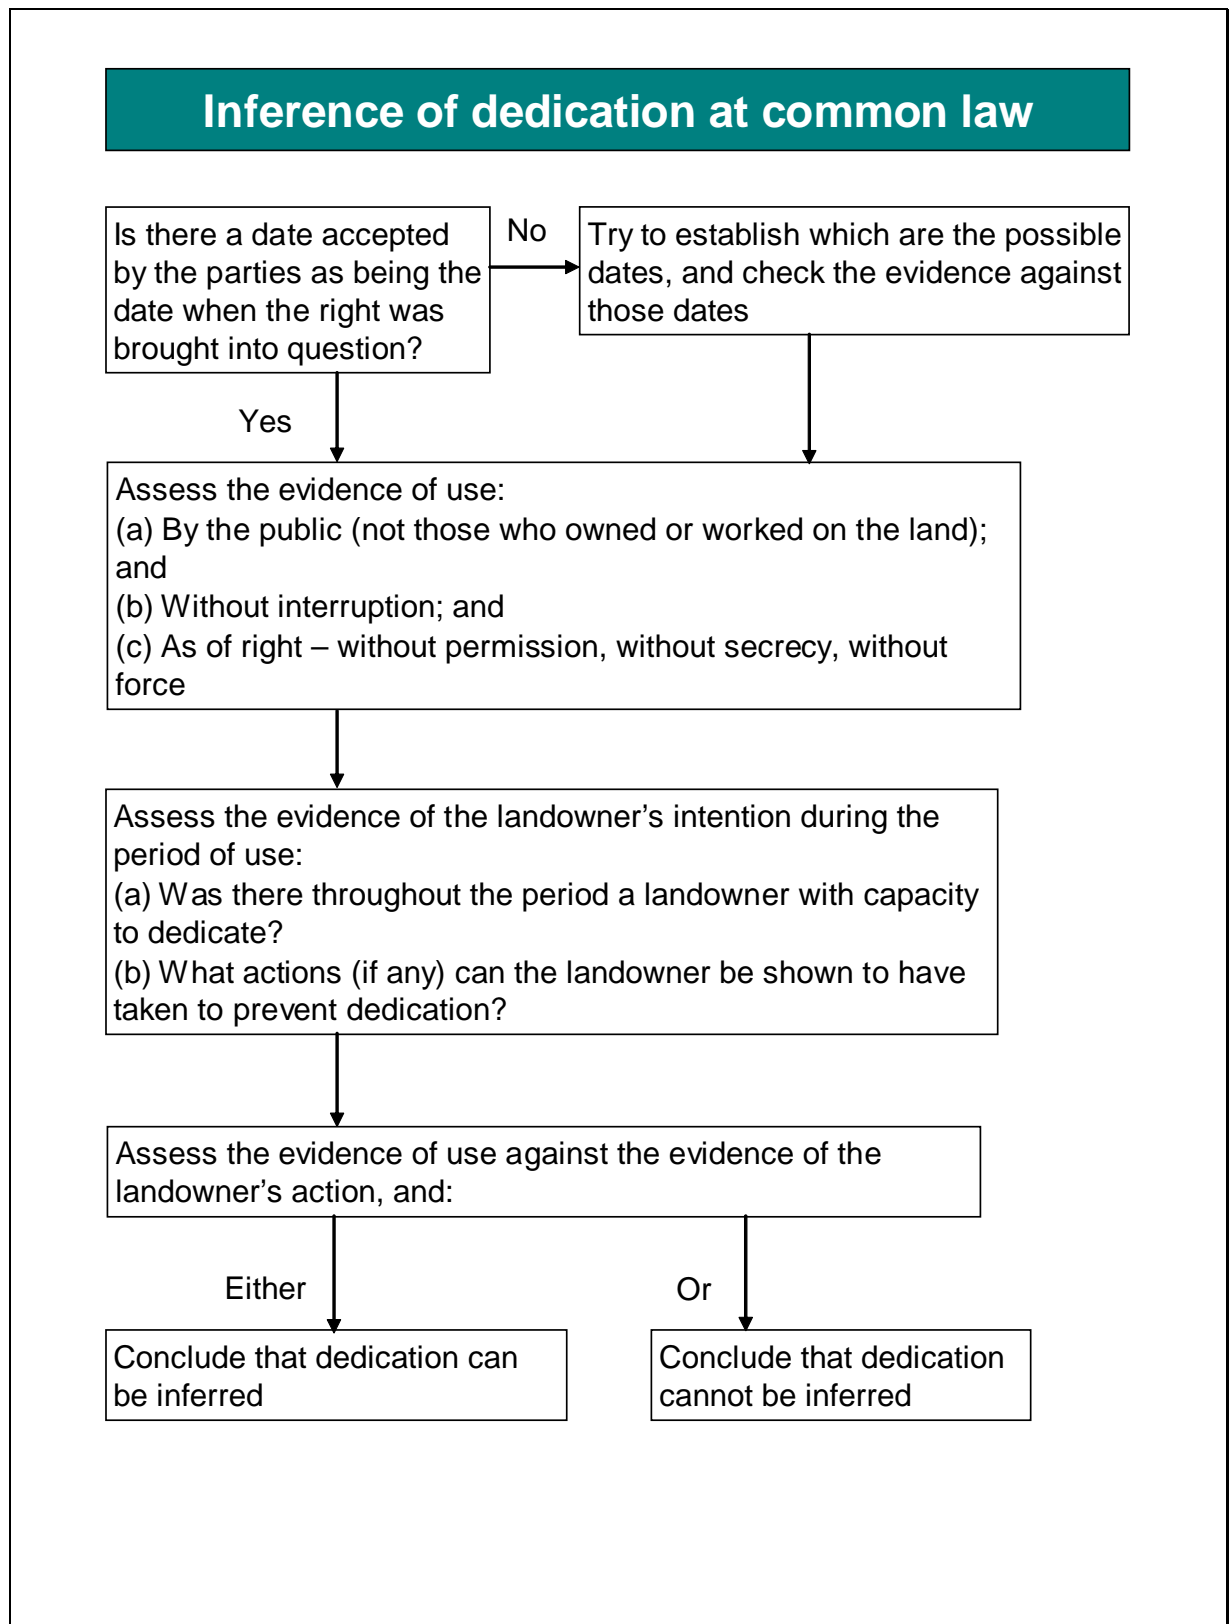 Inference of dedication at common law
Is there a date accepted
by the parties as being the
date when the right was
brought into question?
No
Try to establish which are the possible
dates, and check the evidence against
those dates
Yes
Assess the evidence of use:
(a) By the public (not those who owned or worked on the land);
and
(b) Without interruption; and
(c) As of right – without permission, without secrecy, without
force
Assess the evidence of the landowner’s intention during the
period of use:
(a) Was there throughout the period a landowner with capacity
to dedicate?
(b) What actions (if any) can the landowner be shown to have
taken to prevent dedication?
Assess the evidence of use against the evidence of the
landowner’s action, and:
Either
Or
Conclude that dedication can
be inferred
Conclude that dedication
cannot be inferred